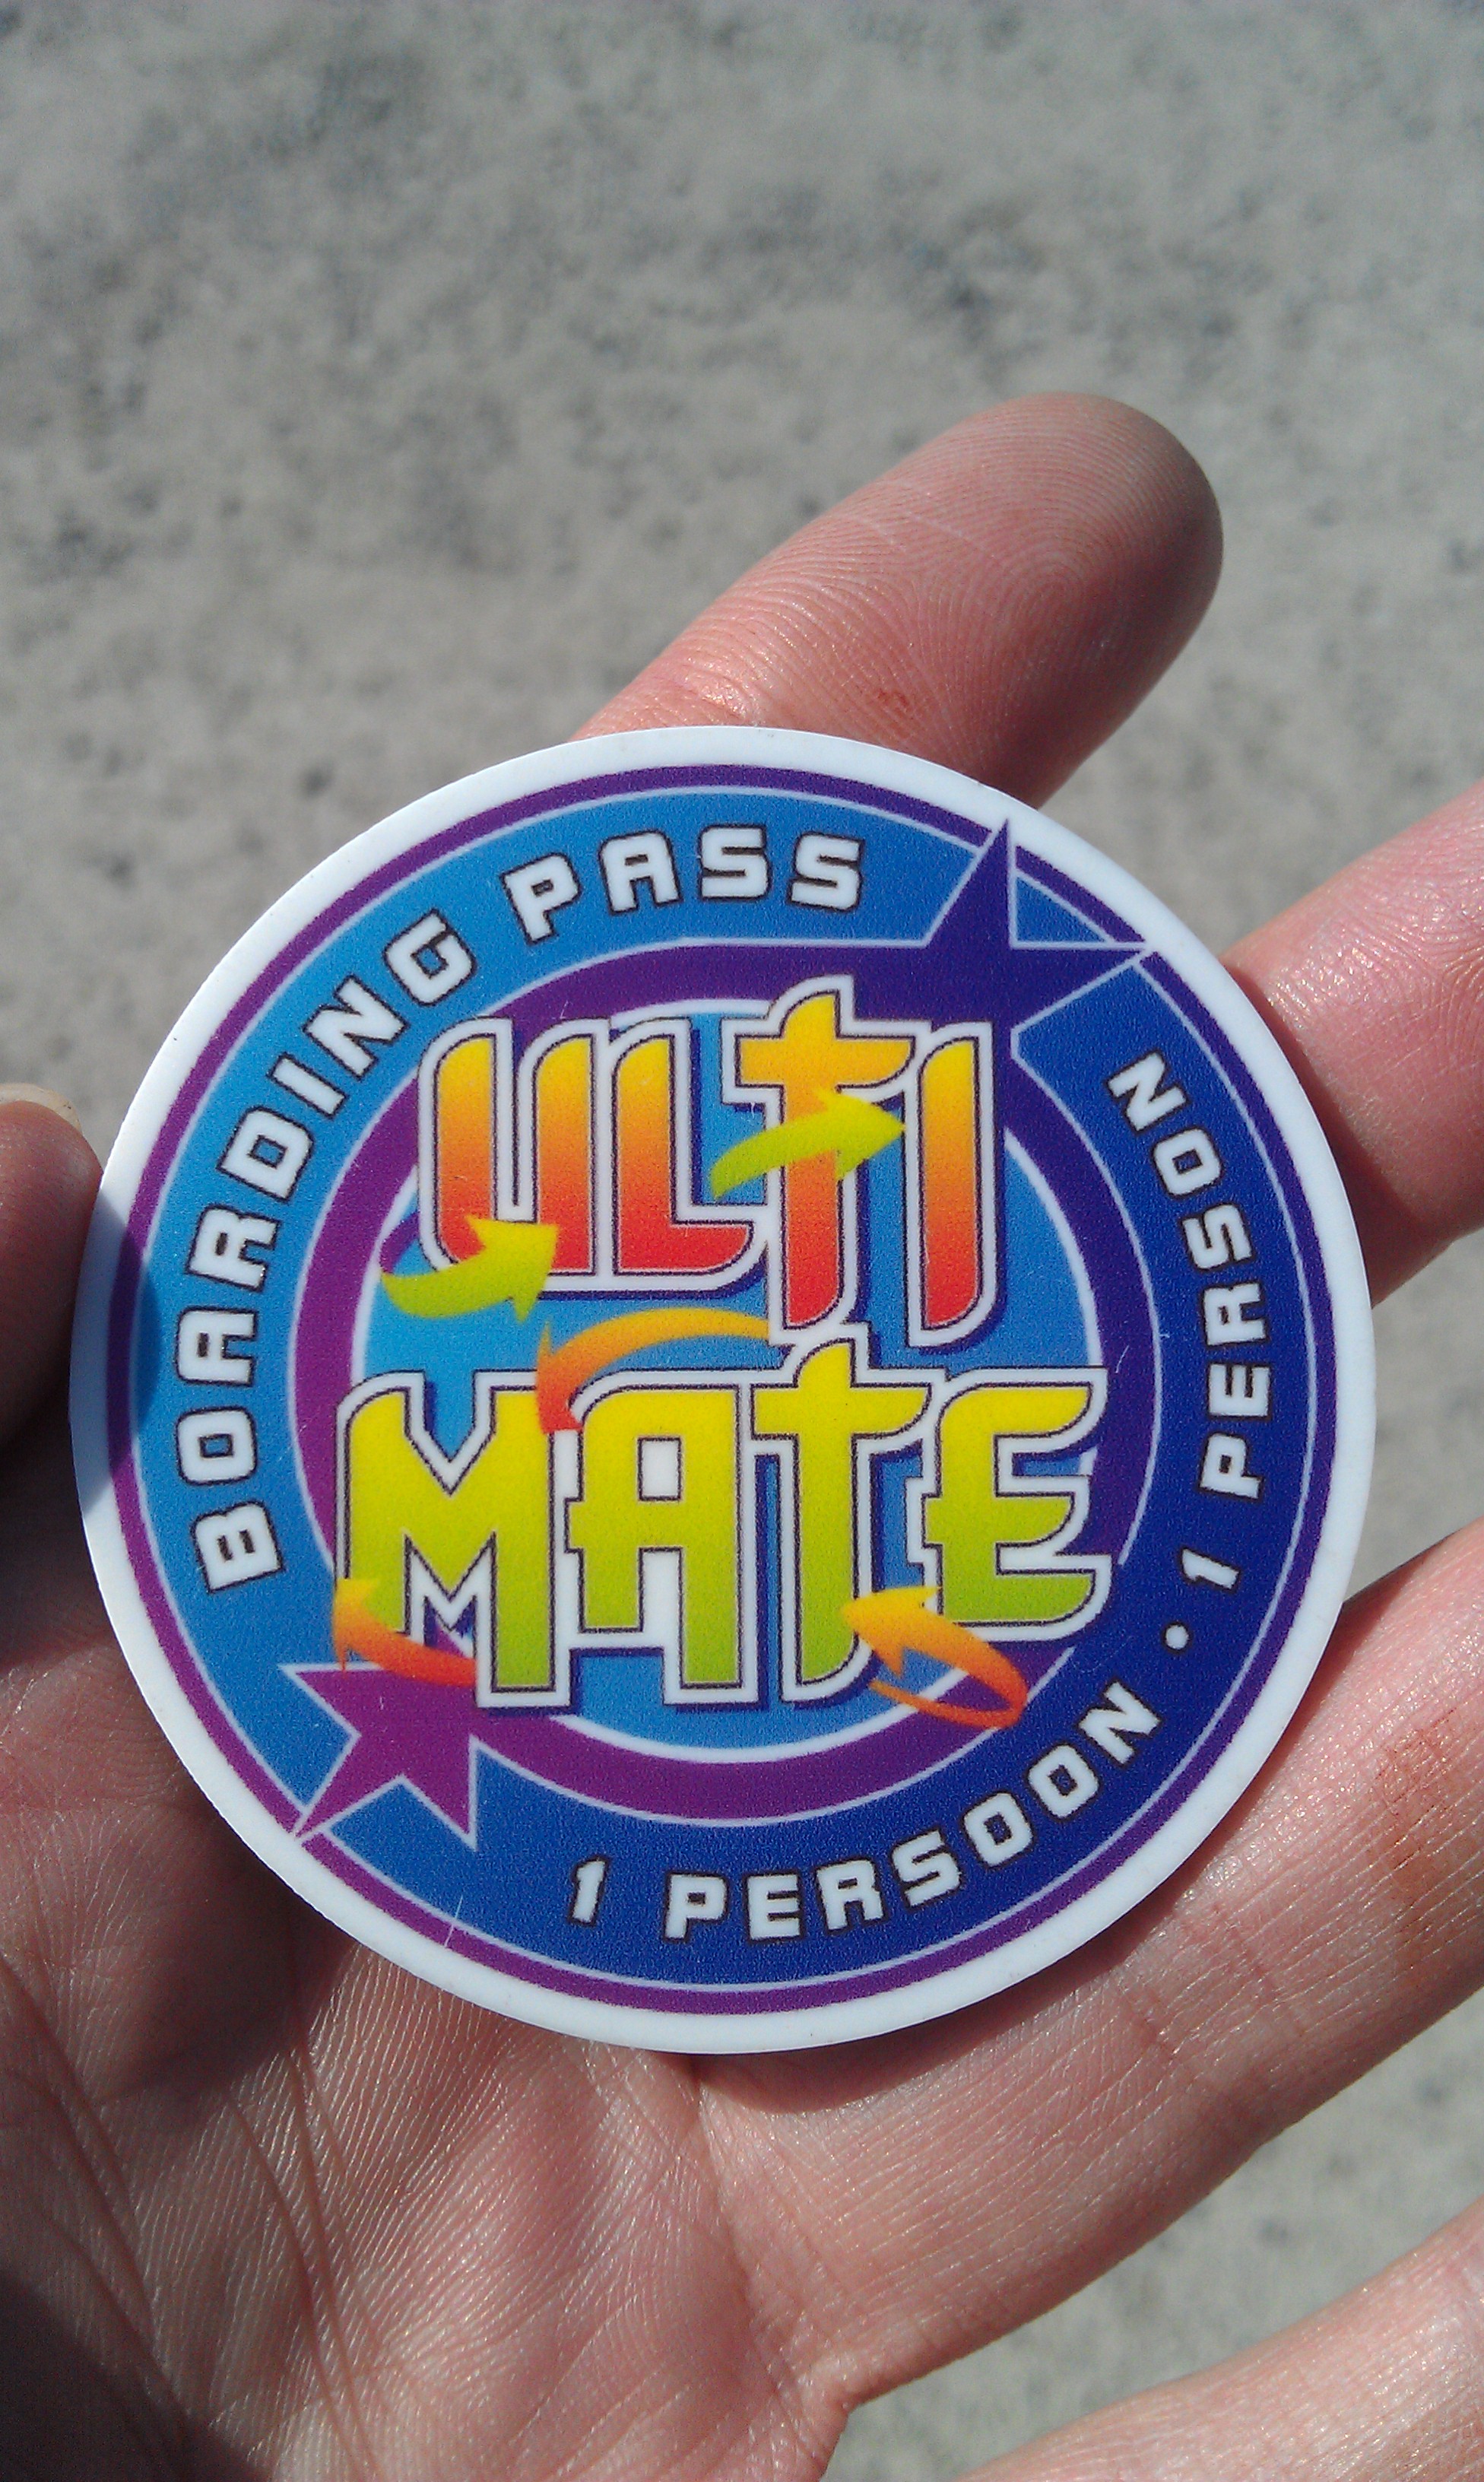 BOARDING PASS
ULTI
MATE
1 PERSOON · 1 PERSON